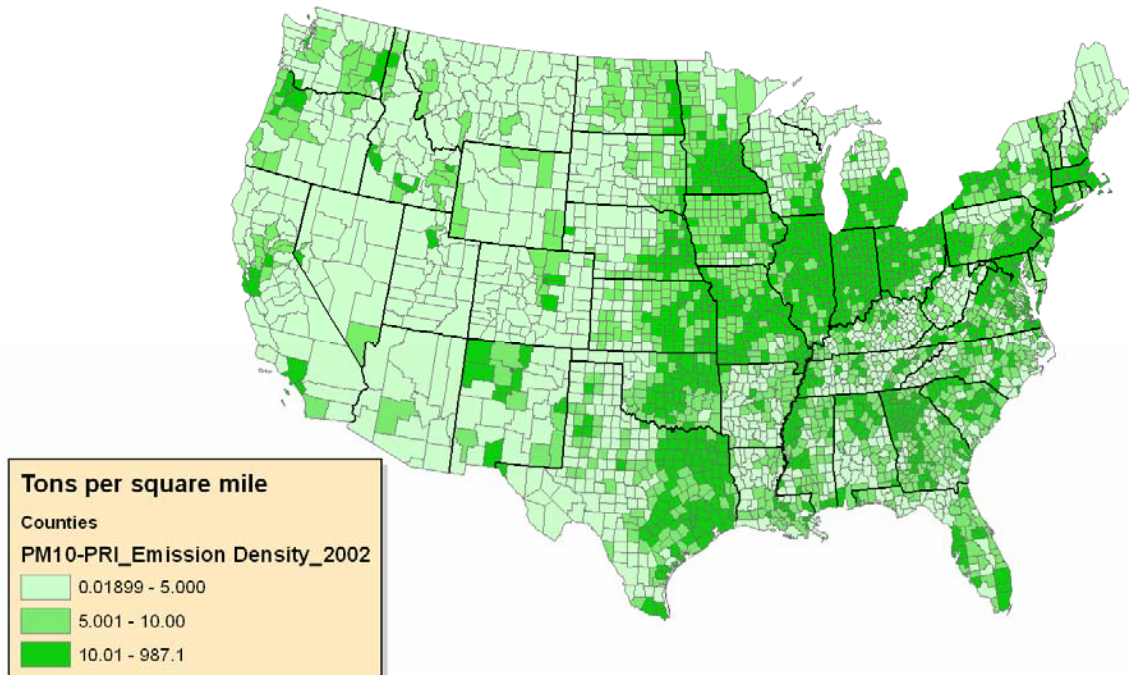 Tons per square mile
Counties
PM10-PRI_Emission Density_2002
0.01899 - 5.000
5.001 - 10.00
10.01 - 987.1